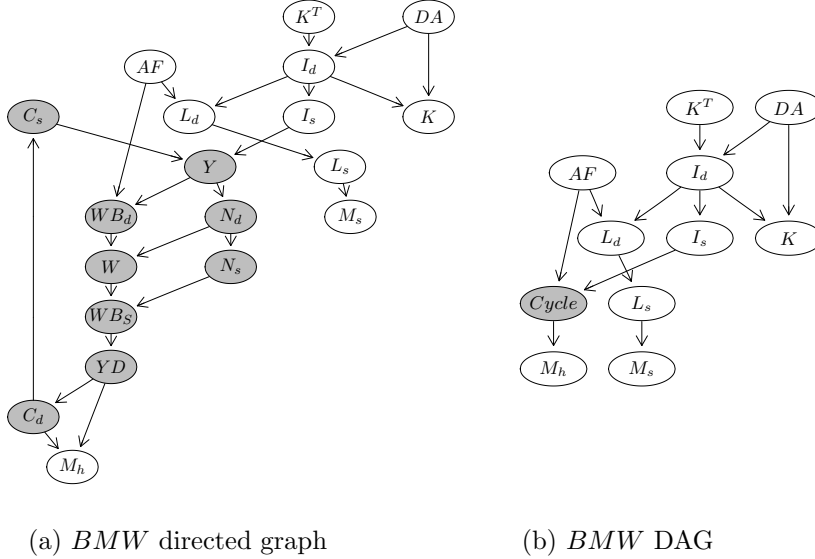 K^T DA
AF I_d
C_s L_d I_s K
Y L_s
WB_d N_d M_s
W N_s
WB_S
YD
C_d
M_h
(a) BMW directed graph
K^T DA
AF I_d
L_d I_s K
Cycle L_s
M_h M_s
(b) BMW DAG